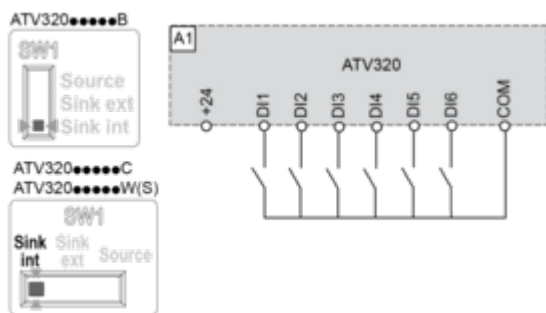 ATV320●●●●●B
SW1
Source
Sink ext
Sink int
ATV320●●●●●C
ATV320●●●●●W(S)
SW1
Sink int
Sink ext
Source
A1
ATV320
+24
DI1
DI2
DI3
DI4
DI5
DI6
COM